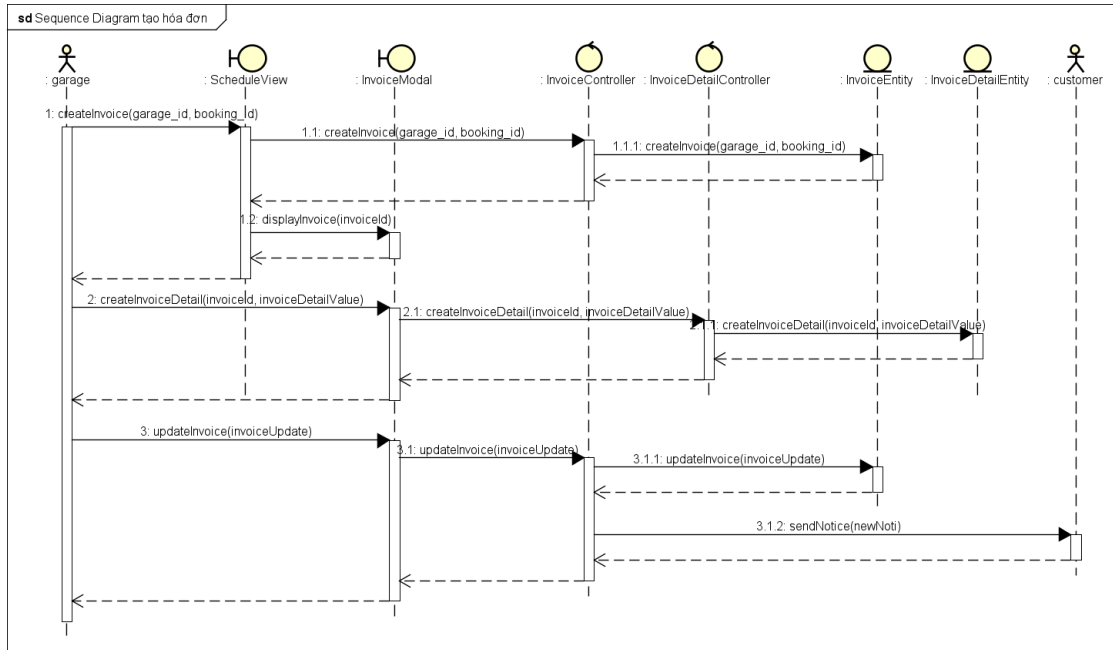 sd Sequence Diagram tạo hóa đơn
: garage
: ScheduleView
: InvoiceModal
: InvoiceController
: InvoiceDetailController
: InvoiceEntity
: InvoiceDetailEntity
: customer
1: createInvoice(garage_id, booking_id)
1.1: createInvoice(garage_id, booking_id)
1.1.1: createInvoice(garage_id, booking_id)
1.2: displayInvoice(invoiceId)
2: createInvoiceDetail(invoiceId, invoiceDetailValue)
2.1: createInvoiceDetail(invoiceId, invoiceDetailValue)
2.1.1: createInvoiceDetail(invoiceId, invoiceDetailValue)
3: updateInvoice(invoiceUpdate)
3.1: updateInvoice(invoiceUpdate)
3.1.1: updateInvoice(invoiceUpdate)
3.1.2: sendNotice(newNoti)